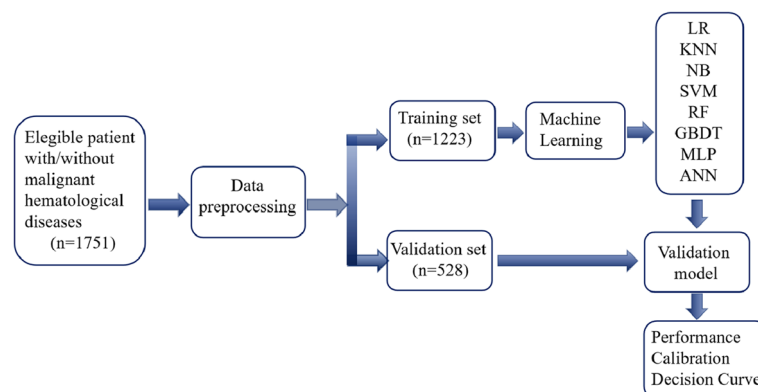 Elegible patient
with/without
malignant
hematological
diseases
(n=1751)
Data
preprocessing
Training set
(n=1223)
Machine
Learning
LR
KNN
NB
SVM
RF
GBDT
MLP
ANN
Validation set
(n=528)
Validation
model
Performance
Calibration
Decision Curve